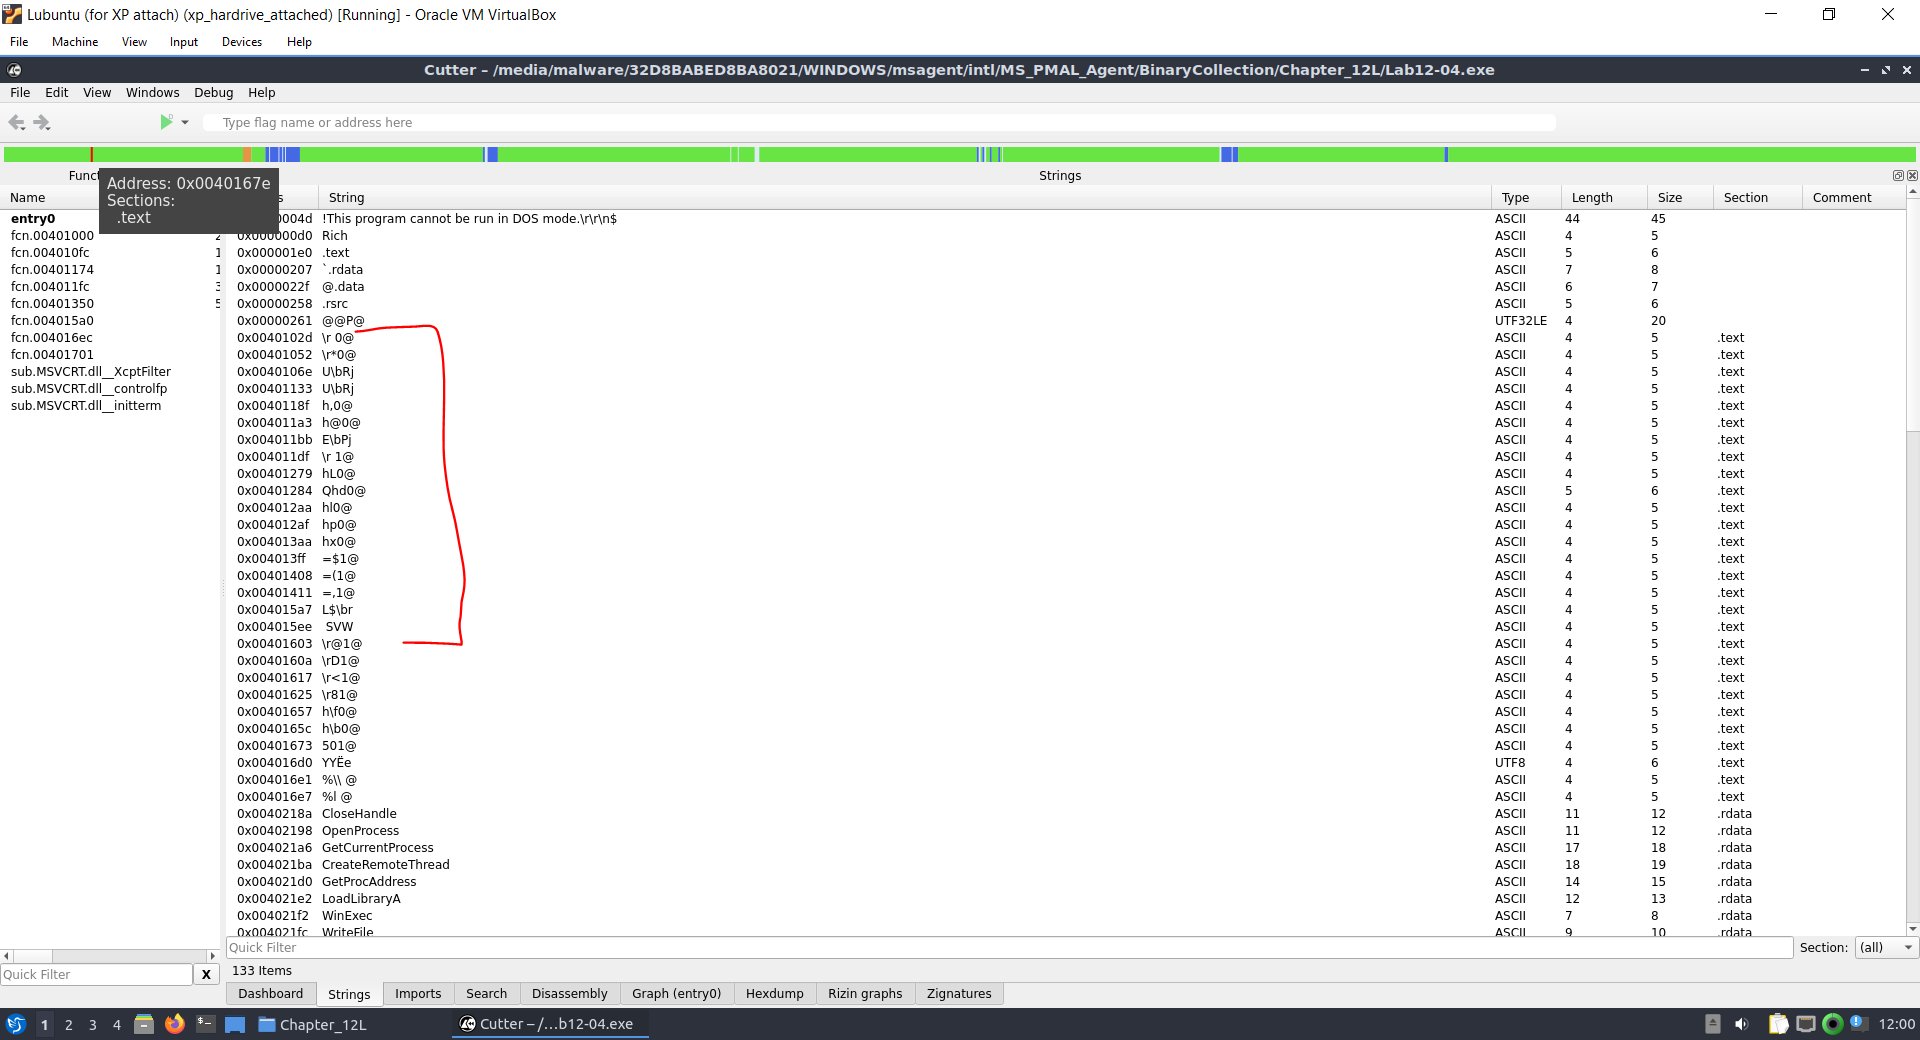 Lubuntu (for XP attach) (xp_hardrive_attached) [Running] - Oracle VM VirtualBox
File Machine View Input Devices Help
Cutter – /media/malware/32D8BABED8BA8021/WINDOWS/msagent/intl/MS_PMAL_Agent/BinaryCollection/Chapter_12L/Lab12-04.exe
File Edit View Windows Debug Help
Type flag name or address here
Funct
Strings
Address: 0x0040167e
Sections:
.text
Name
s String Type Length Size Section Comment
entry0
fcn.00401000 2
fcn.004010fc 1
fcn.00401174 1
fcn.004011fc 3
fcn.00401350 5
fcn.004015a0
fcn.004016ec
fcn.00401701
sub.MSVCRT.dll__XcptFilter
sub.MSVCRT.dll__controlfp
sub.MSVCRT.dll__initterm
004d !This program cannot be run in DOS mode.\r\r\n$ ASCII 44 45
0x000000d0 Rich ASCII 4 5
0x000001e0 .text ASCII 5 6
0x00000207 `.rdata ASCII 7 8
0x0000022f @.data ASCII 6 7
0x00000258 .rsrc ASCII 5 6
0x00000261 @@P@ UTF32LE 4 20
0x0040102d \r 0@ ASCII 4 5 .text
0x00401052 \r*0@ ASCII 4 5 .text
0x0040106e U\bRj ASCII 4 5 .text
0x00401133 U\bRj ASCII 4 5 .text
0x0040118f h,0@ ASCII 4 5 .text
0x004011a3 h@0@ ASCII 4 5 .text
0x004011bb E\bPj ASCII 4 5 .text
0x004011df \r 1@ ASCII 4 5 .text
0x00401279 hL0@ ASCII 4 5 .text
0x00401284 Qhd0@ ASCII 5 6 .text
0x004012aa hl0@ ASCII 4 5 .text
0x004012af hp0@ ASCII 4 5 .text
0x004013aa hx0@ ASCII 4 5 .text
0x004013ff =$1@ ASCII 4 5 .text
0x00401408 =(1@ ASCII 4 5 .text
0x00401411 =,1@ ASCII 4 5 .text
0x004015a7 L$\br ASCII 4 5 .text
0x004015ee SVW ASCII 4 5 .text
0x00401603 \r@1@ ASCII 4 5 .text
0x0040160a \rD1@ ASCII 4 5 .text
0x00401617 \r<1@ ASCII 4 5 .text
0x00401625 \r81@ ASCII 4 5 .text
0x00401657 h\f0@ ASCII 4 5 .text
0x0040165c h\b0@ ASCII 4 5 .text
0x00401673 501@ ASCII 4 5 .text
0x004016d0 YYËe UTF8 4 6 .text
0x004016e1 %\\ @ ASCII 4 5 .text
0x004016e7 %l @ ASCII 4 5 .text
0x0040218a CloseHandle ASCII 11 12 .rdata
0x00402198 OpenProcess ASCII 11 12 .rdata
0x004021a6 GetCurrentProcess ASCII 17 18 .rdata
0x004021ba CreateRemoteThread ASCII 18 19 .rdata
0x004021d0 GetProcAddress ASCII 14 15 .rdata
0x004021e2 LoadLibraryA ASCII 12 13 .rdata
0x004021f2 WinExec ASCII 7 8 .rdata
0x004021fc WriteFile ASCII 9 10 .rdata
Quick Filter Section: (all)
133 Items
Quick Filter X
Dashboard Strings Imports Search Disassembly Graph (entry0) Hexdump Rizin graphs Signatures
1 2 3 4 Chapter_12L Cutter – /...b12-04.exe 12:00